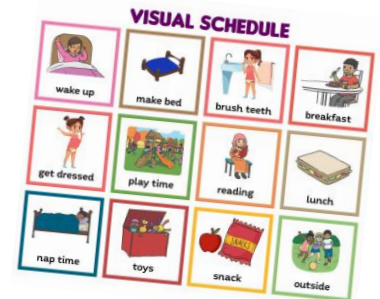 VISUAL SCHEDULE
wake up
make bed
brush teeth
breakfast
get dressed
play time
reading
lunch
nap time
toys
snack
outside